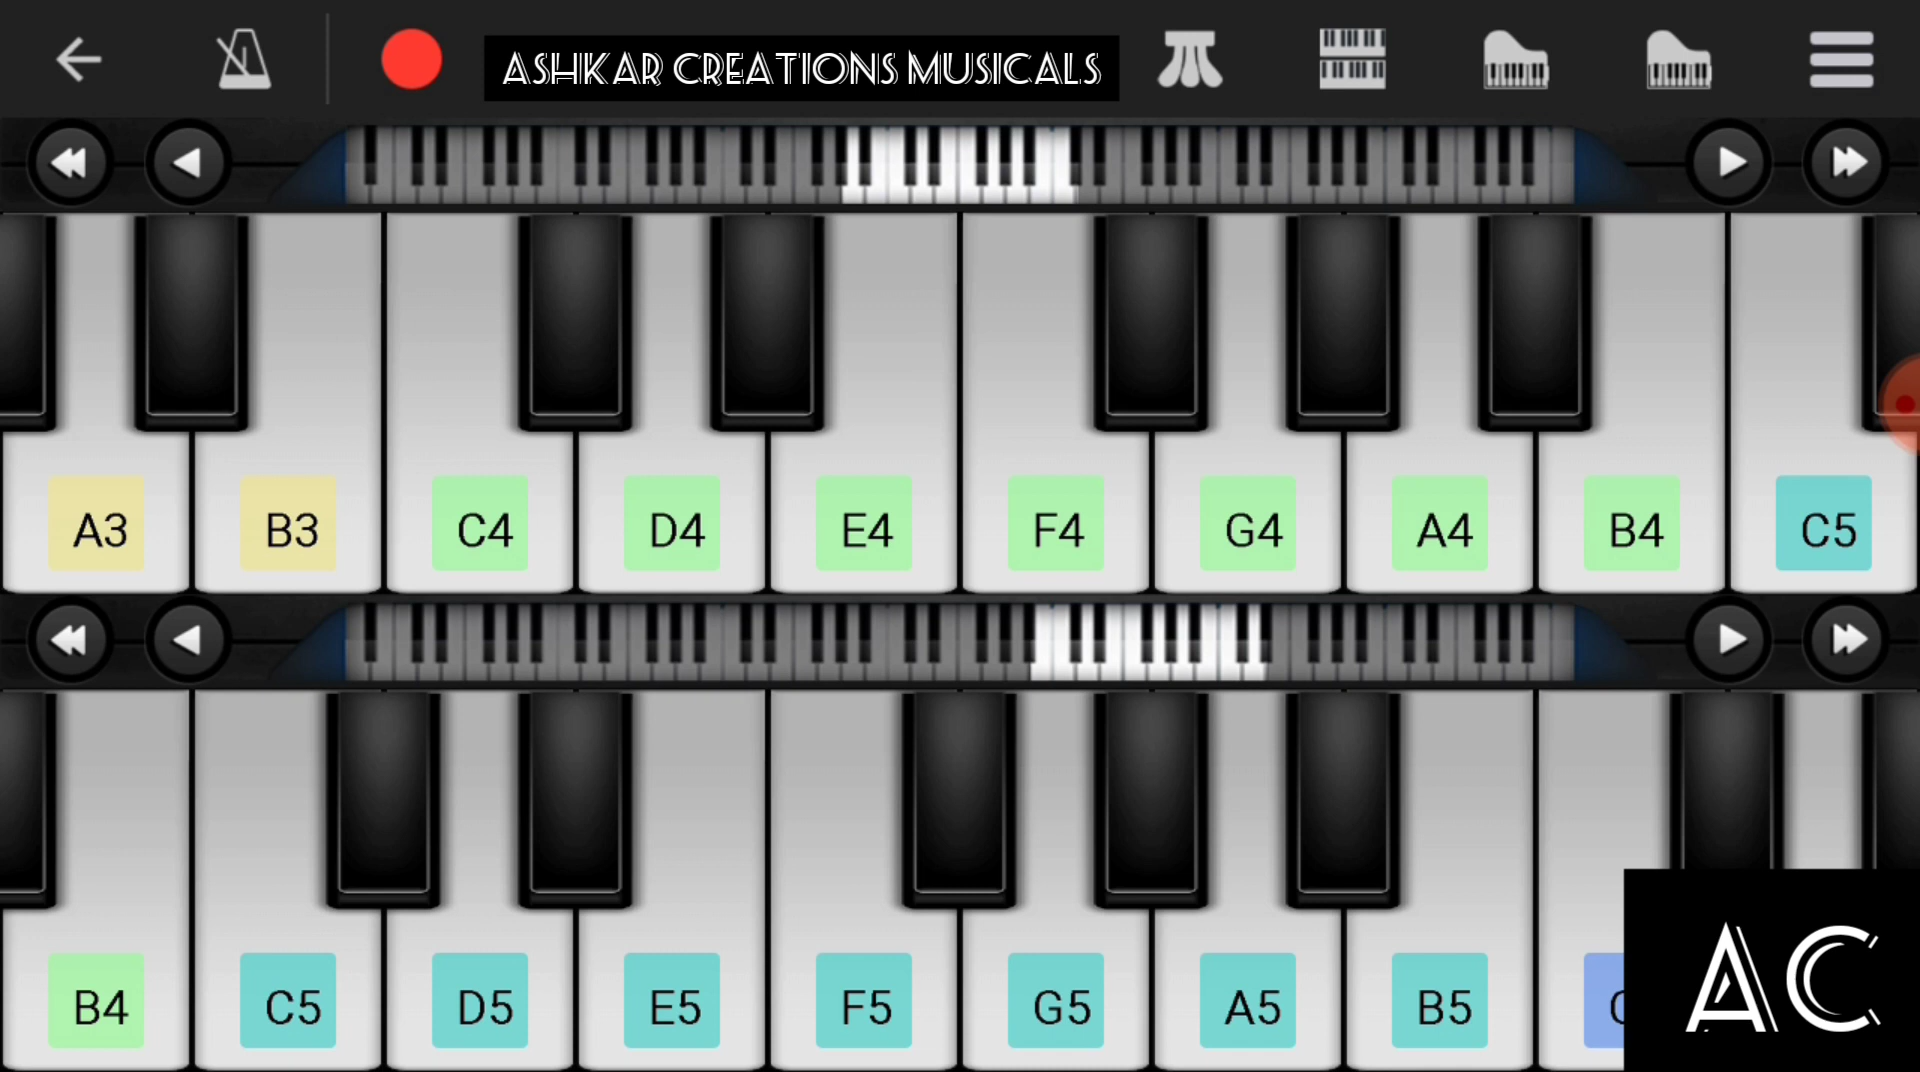 ASHKAR CREATIONS MUSICALS
A3 B3 C4 D4 E4 F4 G4 A4 B4 C5
B4 C5 D5 E5 F5 G5 A5 B5
AC